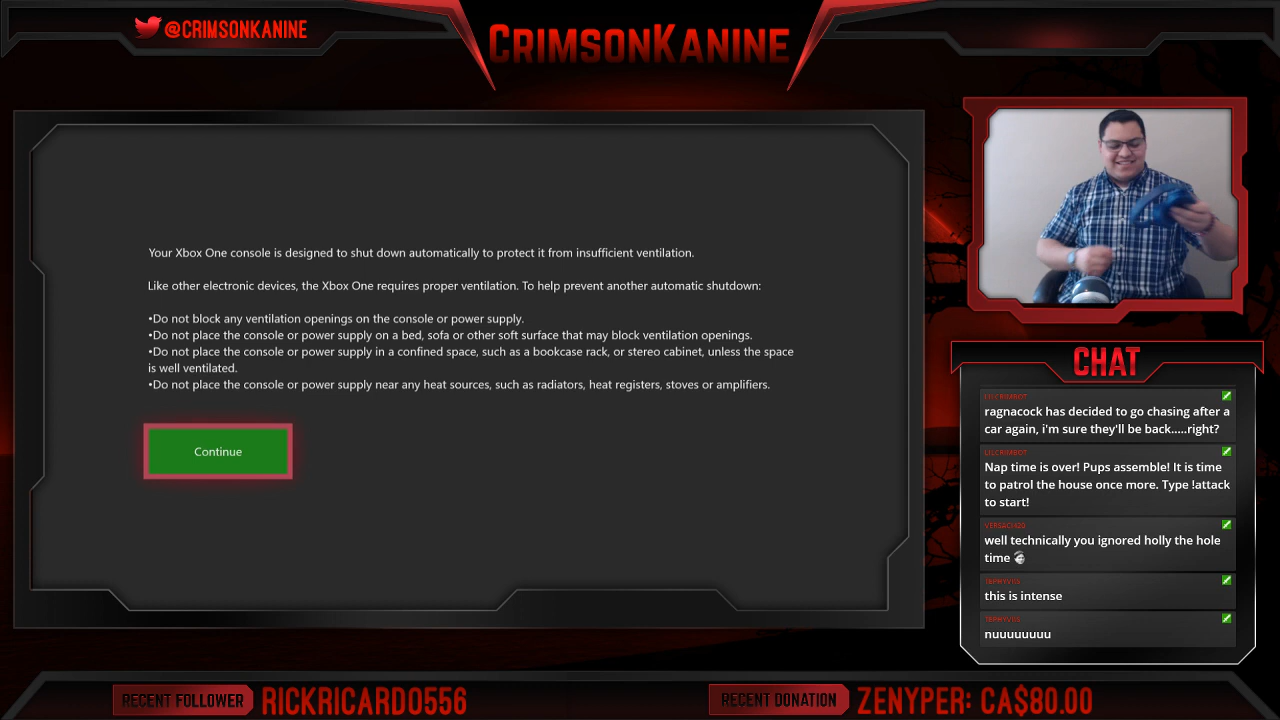 @CRIMSONKANINE
CRIMSONKANINE
Your Xbox One console is designed to shut down automatically to protect it from insufficient ventilation.
Like other electronic devices, the Xbox One requires proper ventilation. To help prevent another automatic shutdown:
•Do not block any ventilation openings on the console or power supply.
•Do not place the console or power supply on a bed, sofa or other soft surface that may block ventilation openings.
•Do not place the console or power supply in a confined space, such as a bookcase rack, or stereo cabinet, unless the space
is well ventilated.
•Do not place the console or power supply near any heat sources, such as radiators, heat registers, stoves or amplifiers.
Continue
CHAT
LILCRIMBOT
ragnacock has decided to go chasing after a
car again, i'm sure they'll be back.....right?
LILCRIMBOT
Nap time is over! Pups assemble! It is time
to patrol the house once more. Type !attack
to start!
well technically you ignored holly the hole
time
this is intense
nuuuuuuuu
RECENT FOLLOWER RICKRICARDO556
RECENT DONATION ZENYPER: CA$80.00